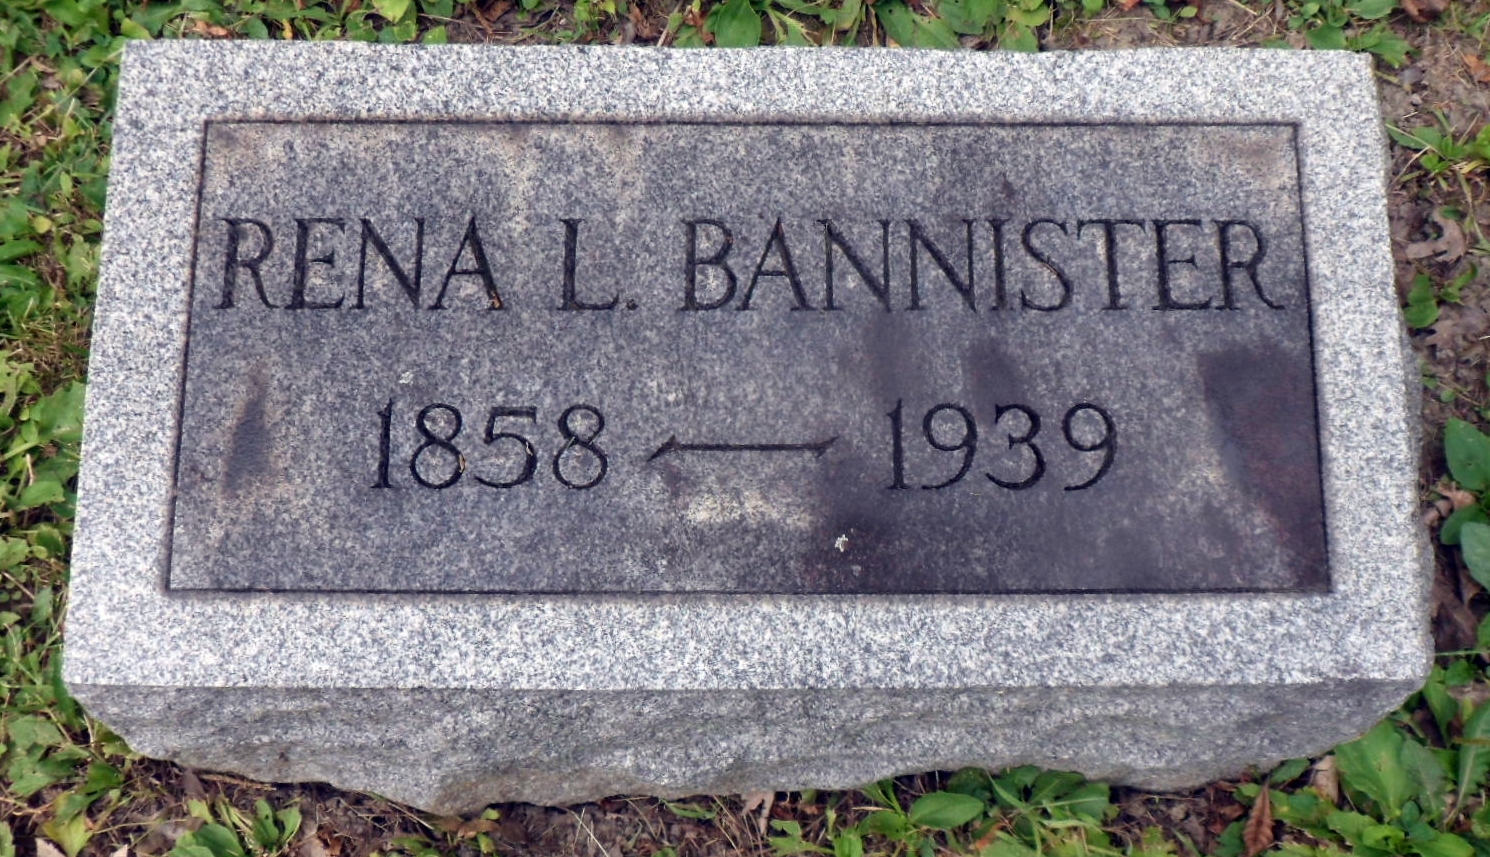 RENA L. BANNISTER
1858 — 1939